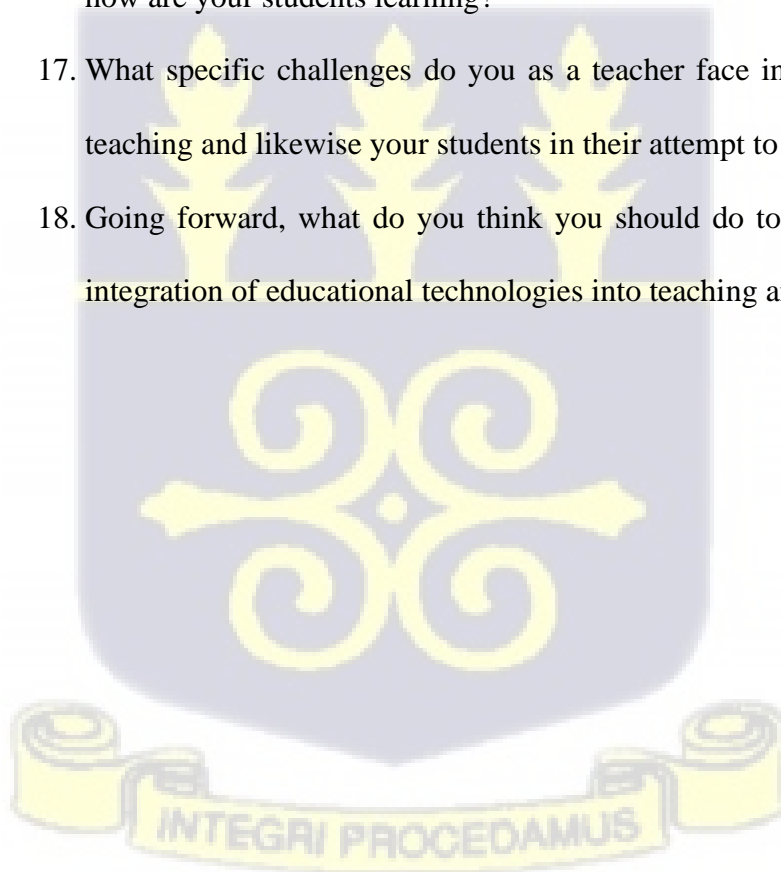 how are your students learning?
17. What specific challenges do you as a teacher face in
teaching and likewise your students in their attempt to
18. Going forward, what do you think you should do to
integration of educational technologies into teaching
INTEGRI PROCEDAMUS